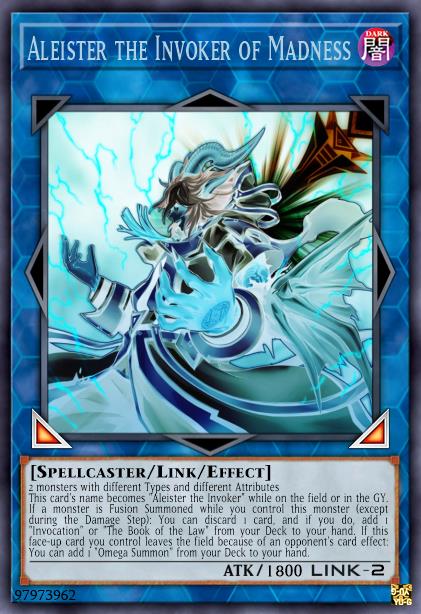 Aleister the Invoker of Madness
DARK
闇
[Spellcaster/Link/Effect]
2 monsters with different Types and different Attributes
This card's name becomes "Aleister the Invoker" while on the field or in the GY.
If a monster is Fusion Summoned while you control this monster (except
during the Damage Step): You can discard 1 card, and if you do, add 1
"Invocation" or "The Book of the Law" from your Deck to your hand. If this
face-up card you control leaves the field because of an opponent's card effect:
You can add 1 "Omega Summon" from your Deck to your hand.
ATK/1800 LINK-2
97973962